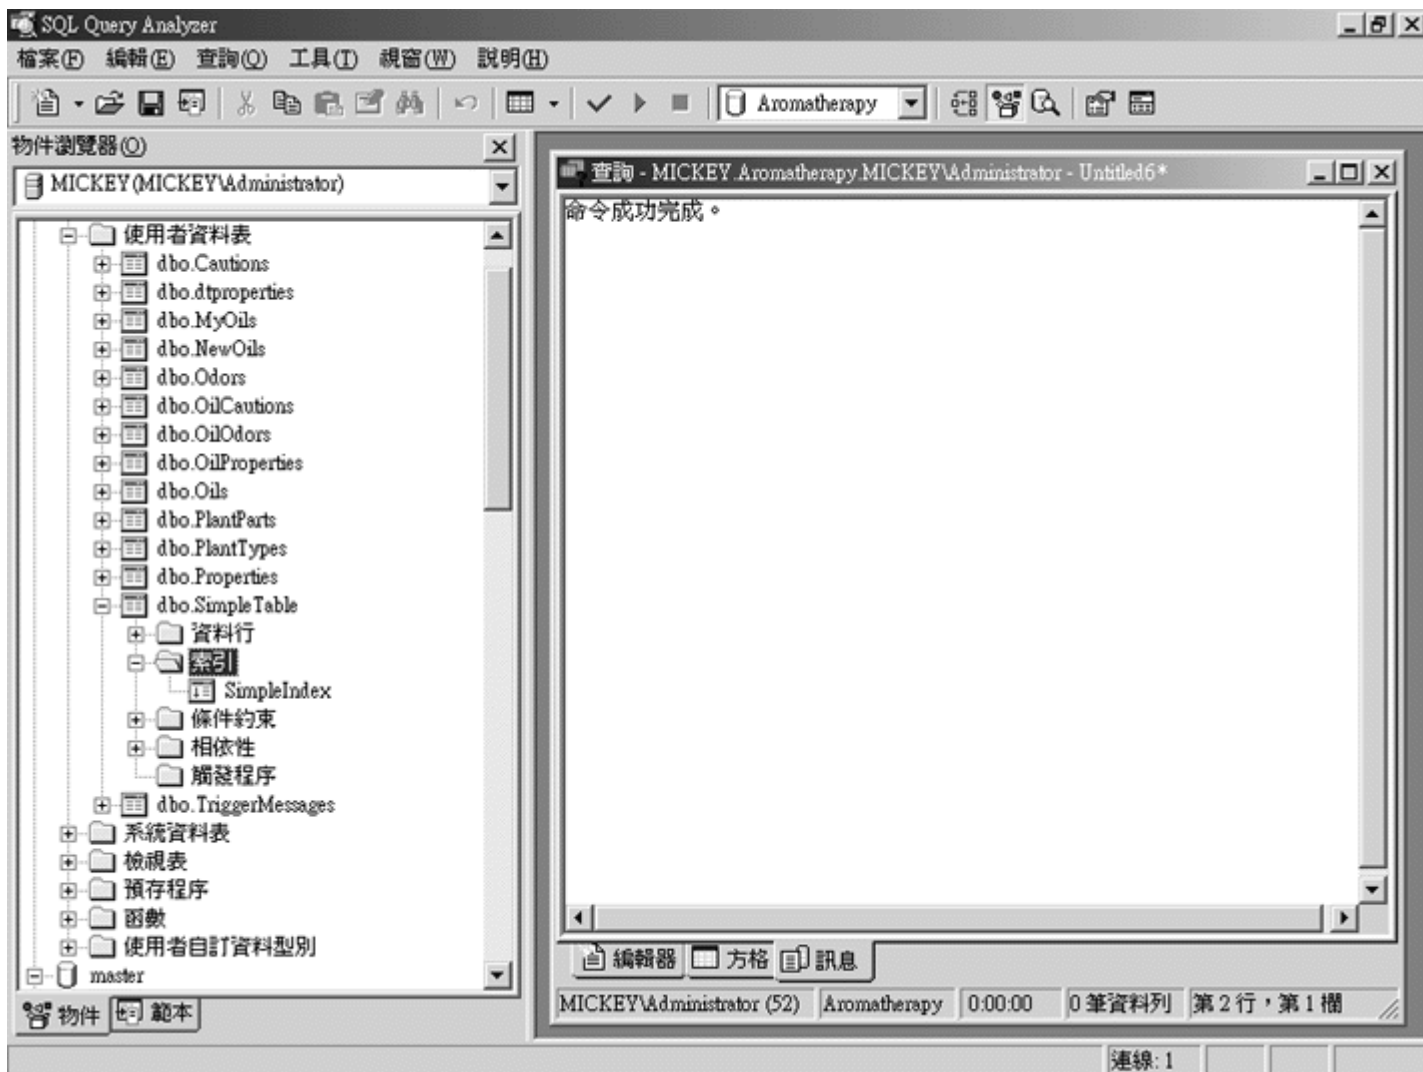 SQL Query Analyzer
檔案(F) 編輯(E) 查詢(Q) 工具(T) 視窗(W) 說明(H)
Aromatherapy
物件瀏覽器(O)
MICKEY (MICKEY\Administrator)
使用者資料表
dbo.Cautions
dbo.dtproperties
dbo.MyOils
dbo.NewOils
dbo.Odors
dbo.OilCautions
dbo.OilOdors
dbo.OilProperties
dbo.Oils
dbo.PlantParts
dbo.PlantTypes
dbo.Properties
dbo.SimpleTable
資料行
索引
SimpleIndex
條件約束
相依性
觸發程序
dbo.TriggerMessages
系統資料表
檢視表
預存程序
函數
使用者自訂資料型別
master
物件 範本
查詢 - MICKEY.Aromatherapy.MICKEY\Administrator - Untitled6*
命令成功完成。
編輯器 方格 訊息
MICKEY\Administrator (52) Aromatherapy 0:00:00 0 筆資料列 第 2 行，第 1 欄
連線: 1